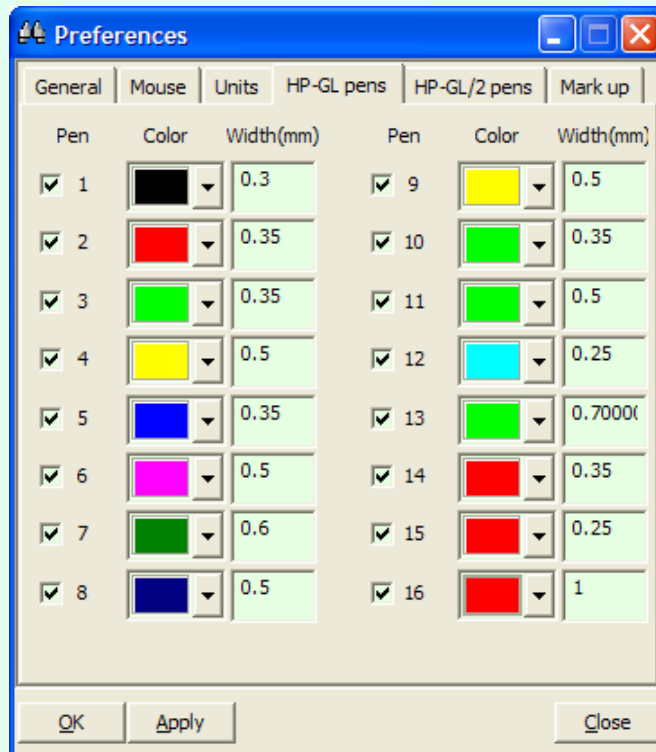 Preferences
General Mouse Units HP-GL pens HP-GL/2 pens Mark up
Pen Color Width(mm) Pen Color Width(mm)
1 0.3 9 0.5
2 0.35 10 0.35
3 0.35 11 0.5
4 0.5 12 0.25
5 0.35 13 0.70000
6 0.5 14 0.35
7 0.6 15 0.25
8 0.5 16 1
OK Apply Close